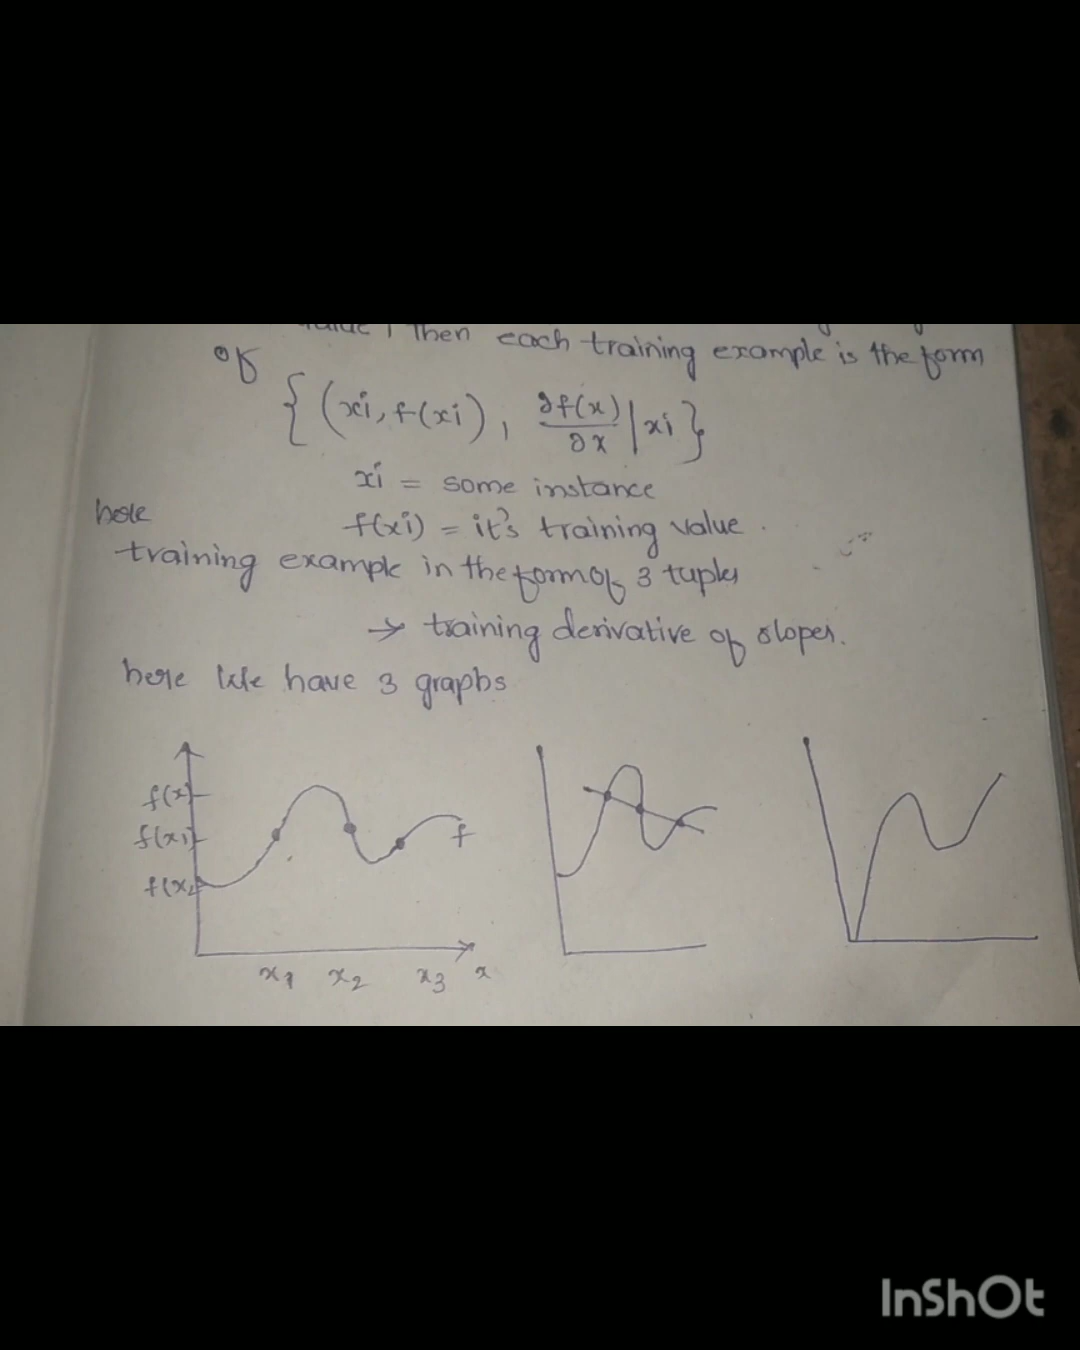 Then each training example is the form
of
{ (xi, f(xi), ∂f(x)/∂x | xi }
xi = some instance
here
f(xi) = it's training value.
training example in the form of 3 tuples
→ training derivative of slopes.
here We have 3 graphs
f(x)
f(x1)
f
x1 x2 x3 x
InShOt